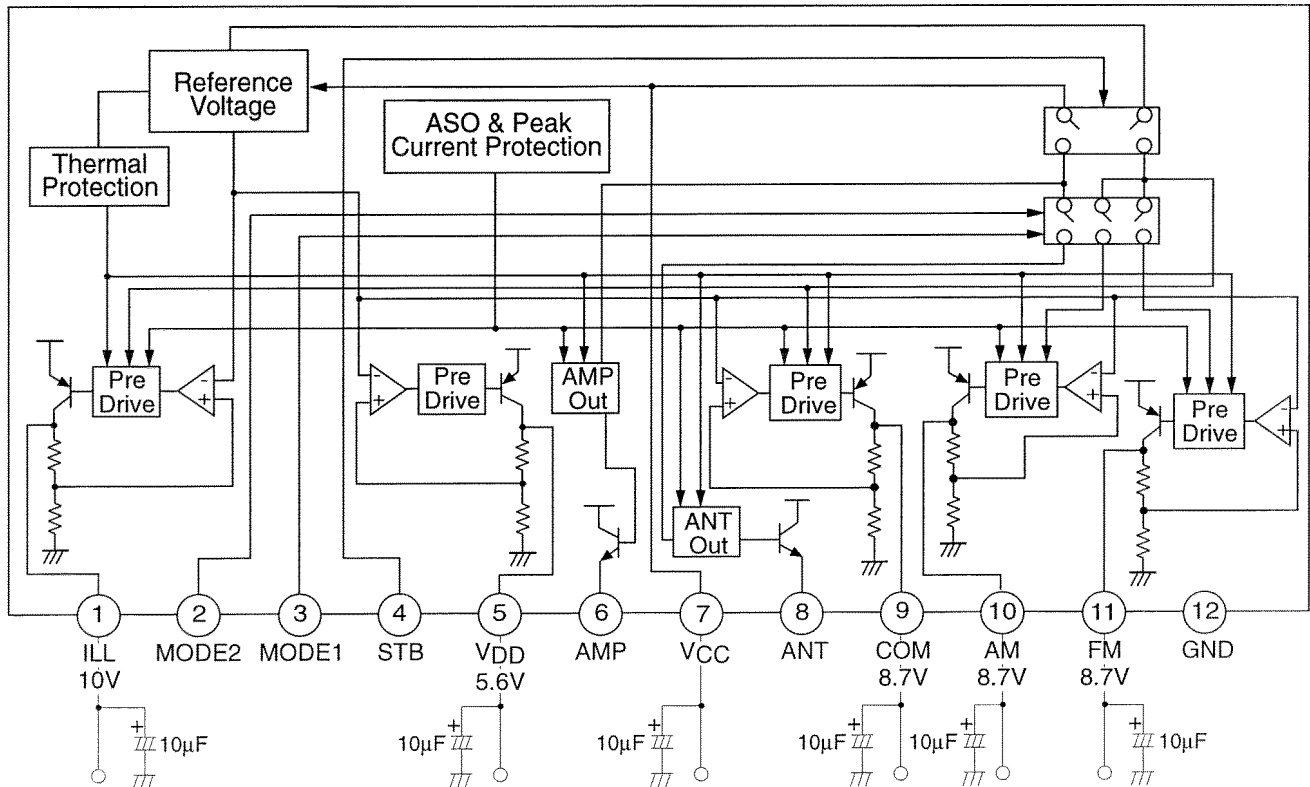 Reference
Voltage
ASO & Peak
Current Protection
Thermal
Protection
Pre
Drive
- +
- +
Pre
Drive
AMP
Out
- +
Pre
Drive
Pre
Drive
- +
Pre
Drive
- +
ANT
Out
1 2 3 4 5 6 7 8 9 10 11 12
ILL MODE2 MODE1 STB VDD AMP VCC ANT COM AM FM GND
10V 5.6V 8.7V 8.7V 8.7V
+ + + + + +
10µF 10µF 10µF 10µF 10µF 10µF